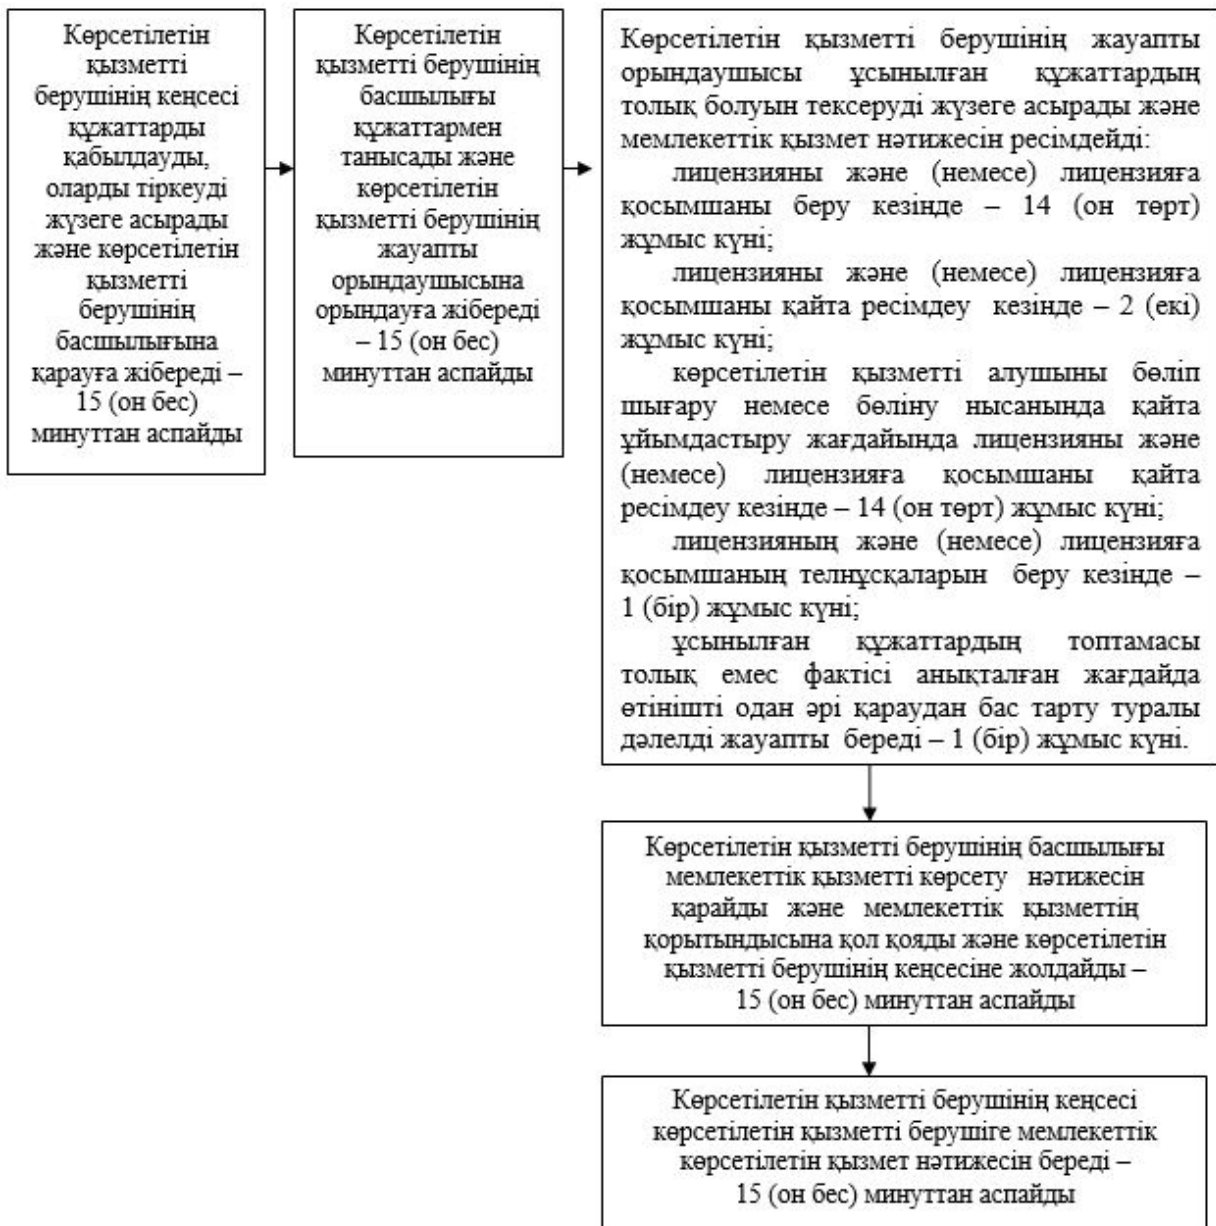 Көрсетілетін
қызметті
берушінің кеңсесі
құжаттарды
қабылдауды,
оларды тіркеуді
жүзеге асырады
және көрсетілетін
қызметті
берушінің
басшылығына
қарауға жібереді –
15 (он бес)
минуттан аспайды
Көрсетілетін
қызметті берушінің
басшылығы
құжаттармен
танысады және
көрсетілетін
қызметті берушінің
жауапты
орындаушысына
орындауға жібереді
– 15 (он бес)
минуттан аспайды
Көрсетілетін қызметті берушінің жауапты
орындаушысы ұсынылған құжаттардың
толық болуын тексеруді жүзеге асырады және
мемлекеттік қызмет нәтижесін ресімдейді:
лицензияны және (немесе) лицензияға
қосымшаны беру кезінде – 14 (он төрт)
жұмыс күні;
лицензияны және (немесе) лицензияға
қосымшаны қайта ресімдеу кезінде – 2 (екі)
жұмыс күні;
көрсетілетін қызметті алушыны бөліп
шығару немесе бөліну нысанында қайта
ұйымдастыру жағдайында лицензияны және
(немесе) лицензияға қосымшаны қайта
ресімдеу кезінде – 14 (он төрт) жұмыс күні;
лицензияның және (немесе) лицензияға
қосымшаның телнұсқаларын беру кезінде –
1 (бір) жұмыс күні;
ұсынылған құжаттардың топтамасы
толық емес фактісі анықталған жағдайда
өтінішті одан әрі қараудан бас тарту туралы
дәлелді жауапты береді – 1 (бір) жұмыс күні.
Көрсетілетін қызметті берушінің басшылығы
мемлекеттік қызметті көрсету нәтижесін
қарайды және мемлекеттік қызметтің
қорытындысына қол қояды және көрсетілетін
қызметті берушінің кеңсесіне жолдайды –
15 (он бес) минуттан аспайды
Көрсетілетін қызметті берушінің кеңсесі
көрсетілетін қызметті берушіге мемлекеттік
көрсетілетін қызмет нәтижесін береді –
15 (он бес) минуттан аспайды